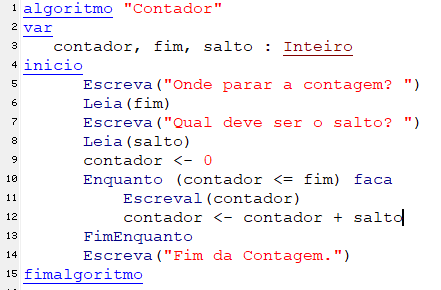 1 algoritmo "Contador"
2 var
3 contador, fim, salto : Inteiro
4 inicio
5 Escreva("Onde parar a contagem? ")
6 Leia(fim)
7 Escreva("Qual deve ser o salto? ")
8 Leia(salto)
9 contador <- 0
10 Enquanto (contador <= fim) faca
11 Escreval(contador)
12 contador <- contador + salto
13 FimEnquanto
14 Escreva("Fim da Contagem.")
15 fimalgoritmo